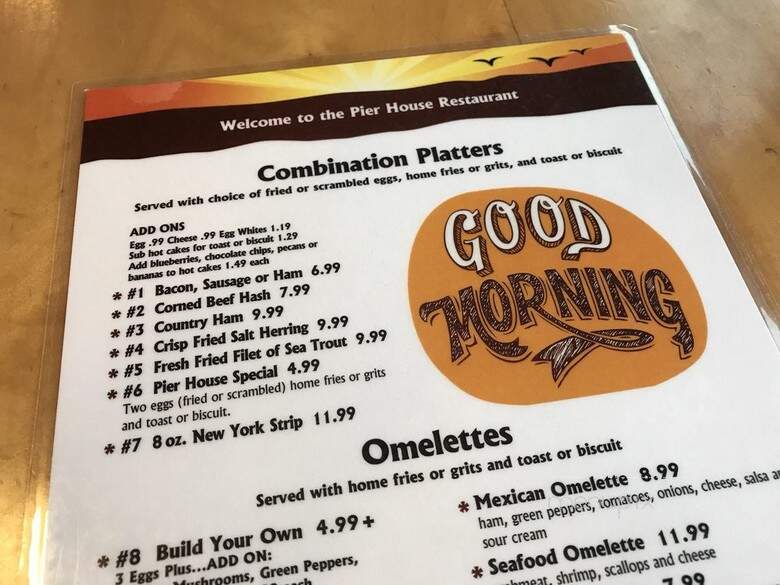 Welcome to the Pier House Restaurant
Combination Platters
Served with choice of fried or scrambled eggs, home fries or grits, and toast or biscuit
ADD ONS
Egg .99 Cheese .99 Egg Whites 1.19
Sub hot cakes for toast or biscuit 1.29
Add blueberries, chocolate chips, pecans or
bananas to hot cakes 1.49 each
* #1 Bacon, Sausage or Ham 6.99
* #2 Corned Beef Hash 7.99
* #3 Country Ham 9.99
* #4 Crisp Fried Salt Herring 9.99
* #5 Fresh Fried Filet of Sea Trout 9.99
* #6 Pier House Special 4.99
Two eggs (fried or scrambled) home fries or grits
and toast or biscuit.
* #7 8 oz. New York Strip 11.99
GOOD
MORNING
Omelettes
Served with home fries or grits and toast or biscuit
* #8 Build Your Own 4.99+
3 Eggs Plus...ADD ON:
Mushrooms, Green Peppers,
* Mexican Omelette 8.99
ham, green peppers, tomatoes, onions, cheese, salsa
sour cream
* Seafood Omelette 11.99
shrimp, scallops and cheese
7.99